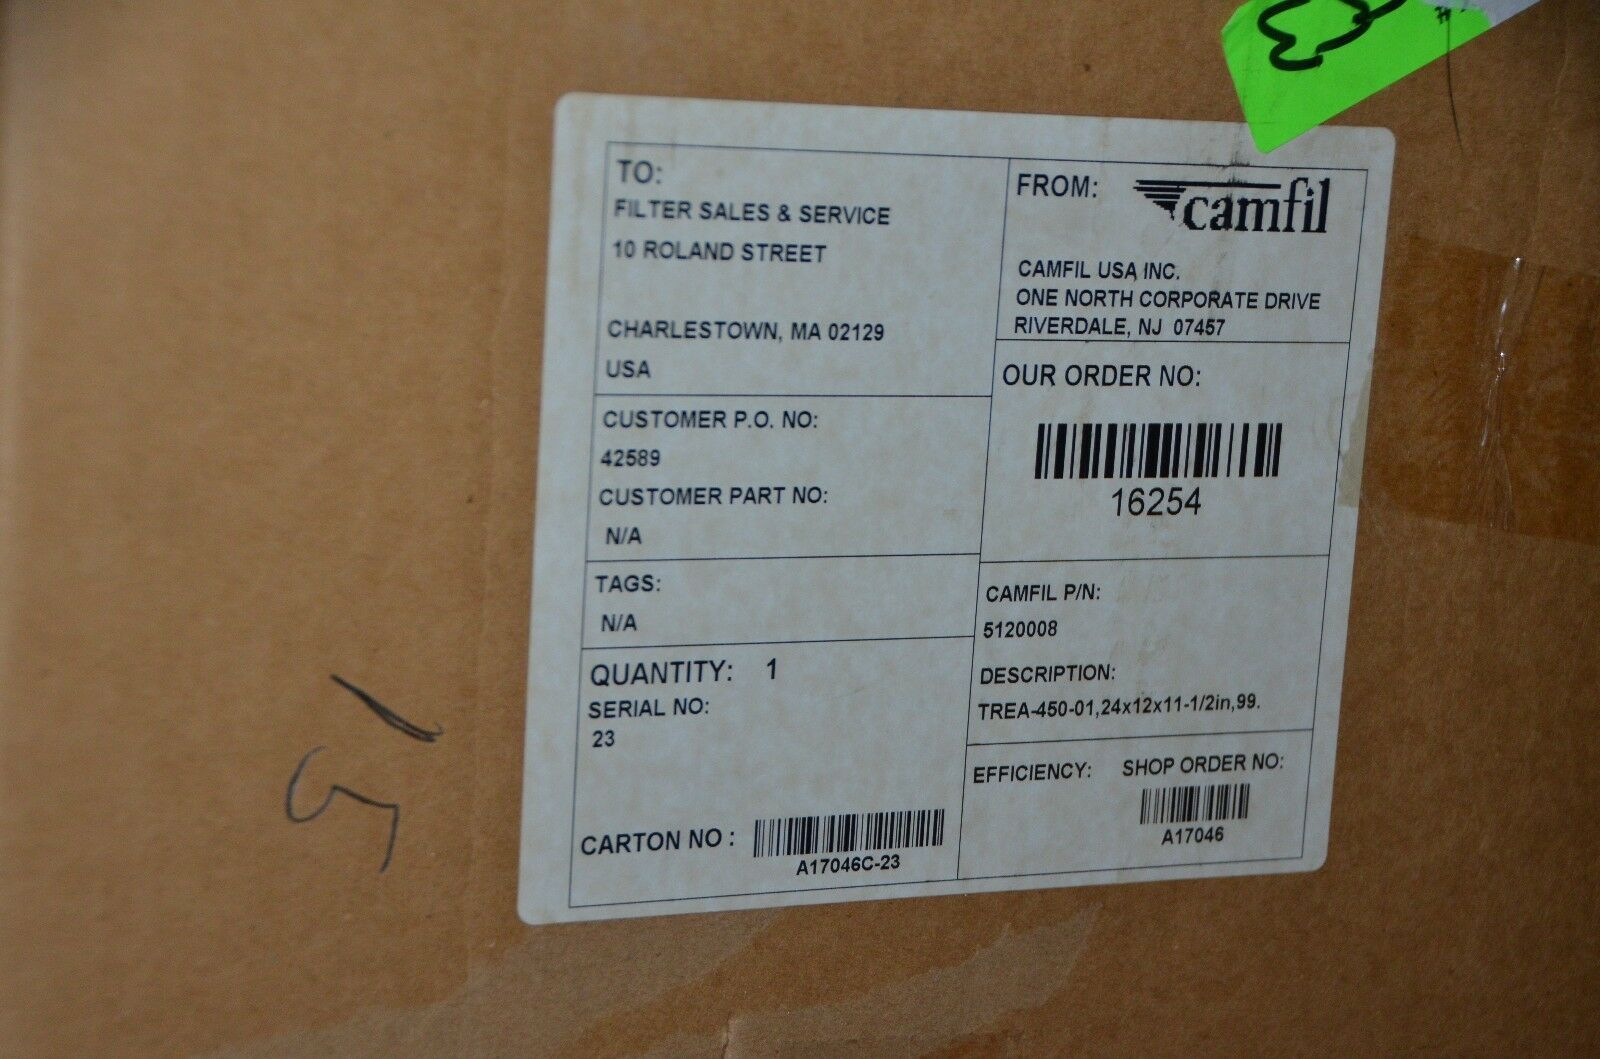 TO:
FILTER SALES & SERVICE
10 ROLAND STREET
CHARLESTOWN, MA 02129
USA
CUSTOMER P.O. NO:
42589
CUSTOMER PART NO:
N/A
TAGS:
N/A
QUANTITY: 1
SERIAL NO:
23
CARTON NO :
A17046C-23
FROM:
camfil
CAMFIL USA INC.
ONE NORTH CORPORATE DRIVE
RIVERDALE, NJ 07457
OUR ORDER NO:
16254
CAMFIL P/N:
5120008
DESCRIPTION:
TREA-450-01,24x12x11-1/2in,99.
EFFICIENCY: SHOP ORDER NO:
A17046